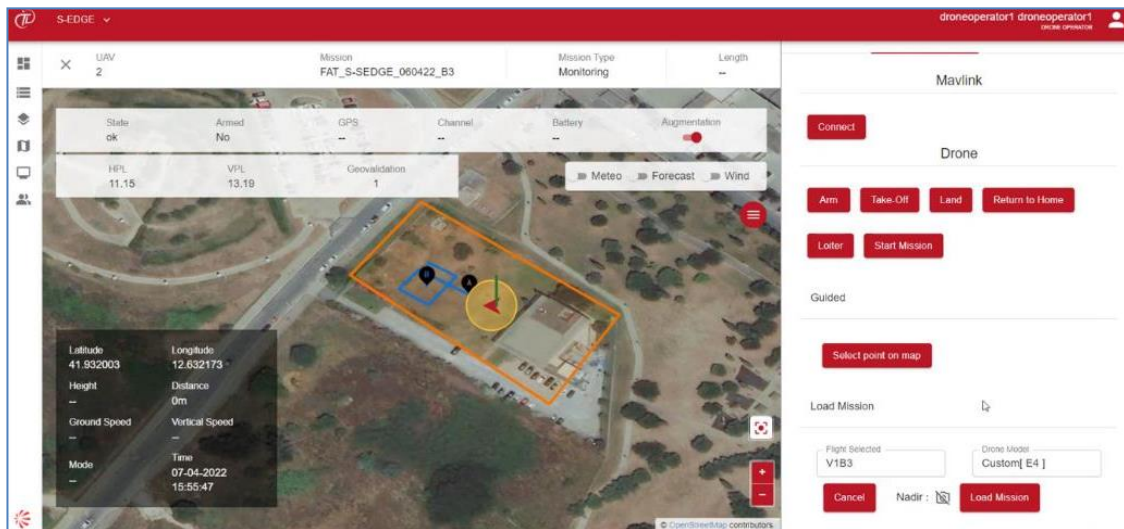 S-EDGE
droneoperator1 droneoperator1
DRONE OPERATOR
UAV
2
Mission
FAT_S-SEDGE_060422_B3
Mission Type
Monitoring
Length
--
State
ok
Armed
No
GPS
--
Channel
--
Battery
--
Augmentation
HPL
11.15
VPL
13.19
Geovalidation
1
Meteo
Forecast
Wind
B
A
Latitude
41.932003
Longitude
12.632173
Height
--
Distance
0m
Ground Speed
--
Vertical Speed
--
Mode
--
Time
07-04-2022
15:55:47
+
−
© OpenStreetMap contributors
Mavlink
Connect
Drone
Arm
Take-Off
Land
Return to Home
Loiter
Start Mission
Guided
Select point on map
Load Mission
Flight Selected
V1B3
Drone Model
Custom[ E4 ]
Cancel
Nadir :
Load Mission